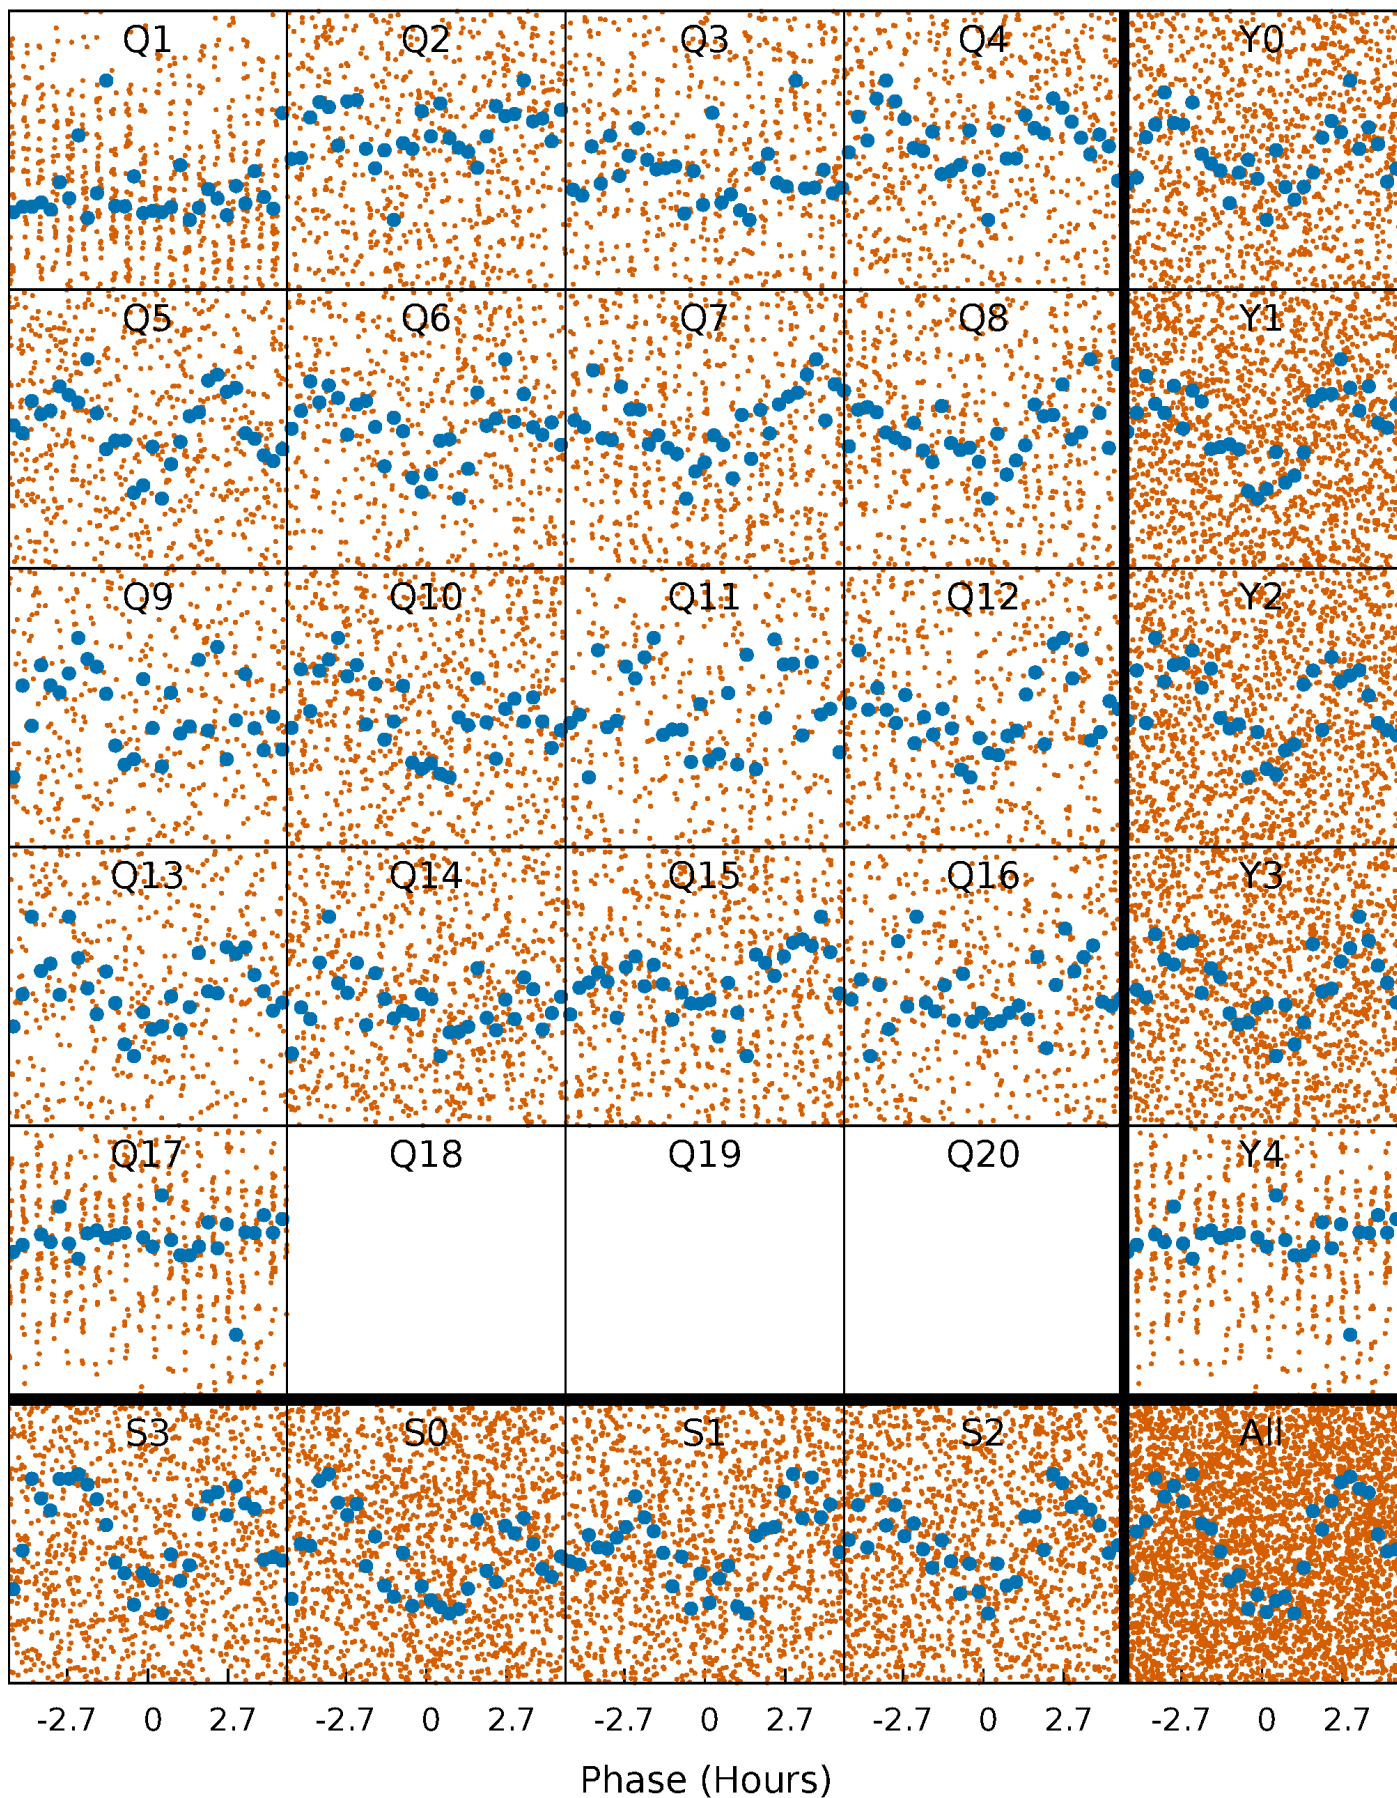 Q1 Q2 Q3 Q4 Y0
Q5 Q6 Q7 Q8 Y1
Q9 Q10 Q11 Q12 Y2
Q13 Q14 Q15 Q16 Y3
Q17 Q18 Q19 Q20 Y4
S3 S0 S1 S2 All
-2.7 0 2.7 -2.7 0 2.7 -2.7 0 2.7 -2.7 0 2.7 -2.7 0 2.7
Phase (Hours)